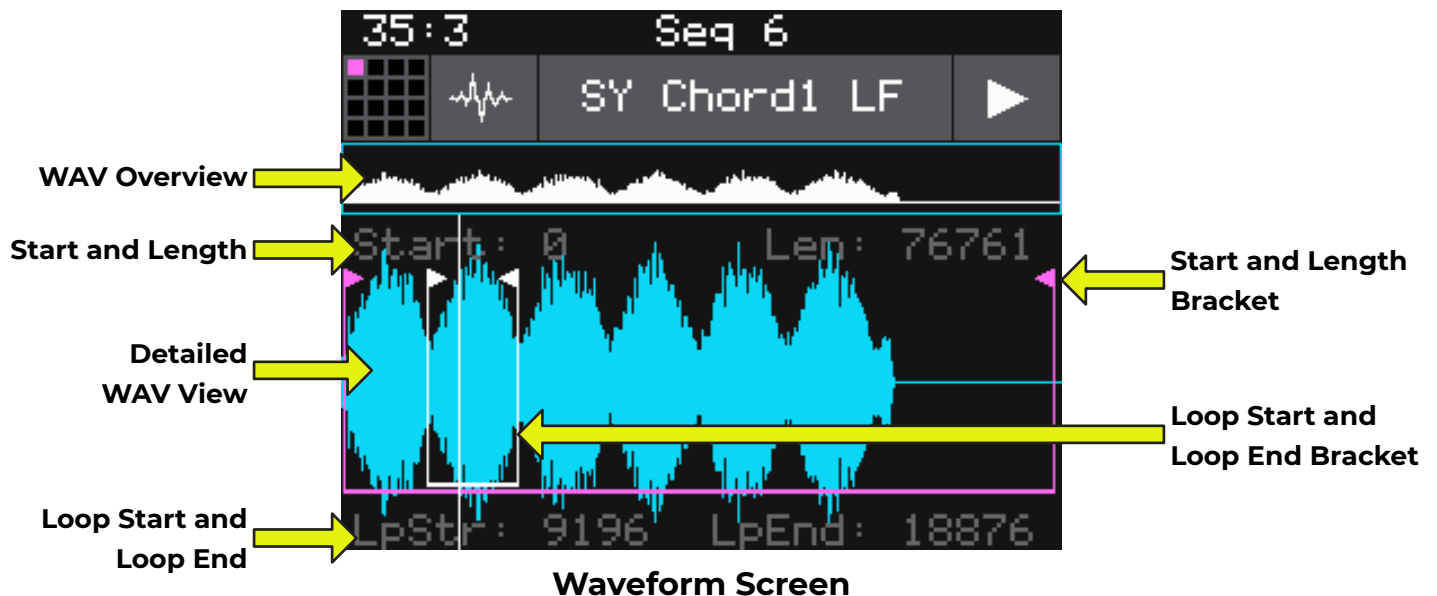 35:3 Seq 6
SY Chord1 LF
WAV Overview
Start and Length
Start: 0 Len: 76761
Start and Length
Bracket
Detailed
WAV View
Loop Start and
Loop End Bracket
Loop Start and
Loop End
LpStr: 9196 LpEnd: 18876
Waveform Screen